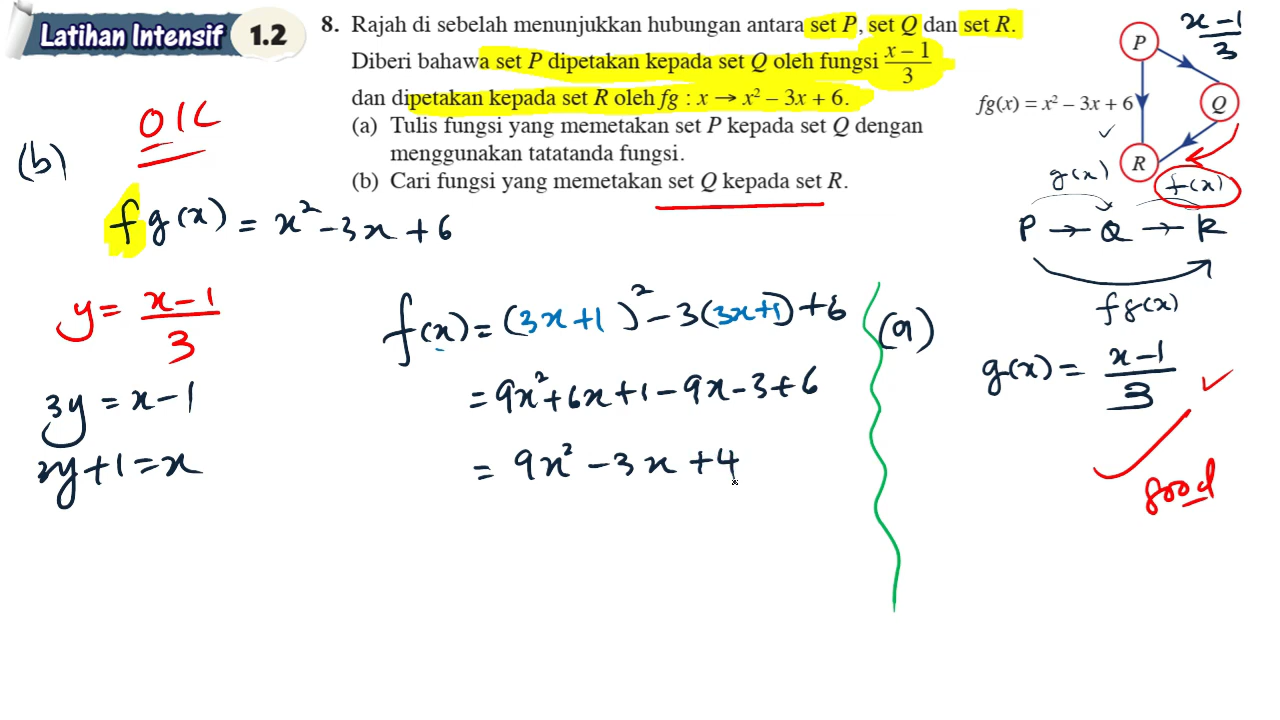 Latihan Intensif 1.2
8. Rajah di sebelah menunjukkan hubungan antara set P, set Q dan set R.
Diberi bahawa set P dipetakan kepada set Q oleh fungsi (x − 1)/3
dan dipetakan kepada set R oleh fg : x → x² − 3x + 6.
(a) Tulis fungsi yang memetakan set P kepada set Q dengan
menggunakan tatatanda fungsi.
(b) Cari fungsi yang memetakan set Q kepada set R.
(x−1)/3
P
fg(x) = x² − 3x + 6
Q
R
g(x)
f(x)
P → Q → R
fg(x)
(b)
OIC
fg(x) = x² − 3x + 6
y = (x−1)/3
3y = x − 1
3y + 1 = x
f(x) = (3x+1)² − 3(3x+1) + 6
= 9x² + 6x + 1 − 9x − 3 + 6
= 9x² − 3x + 4
(a)
g(x) = (x−1)/3
good